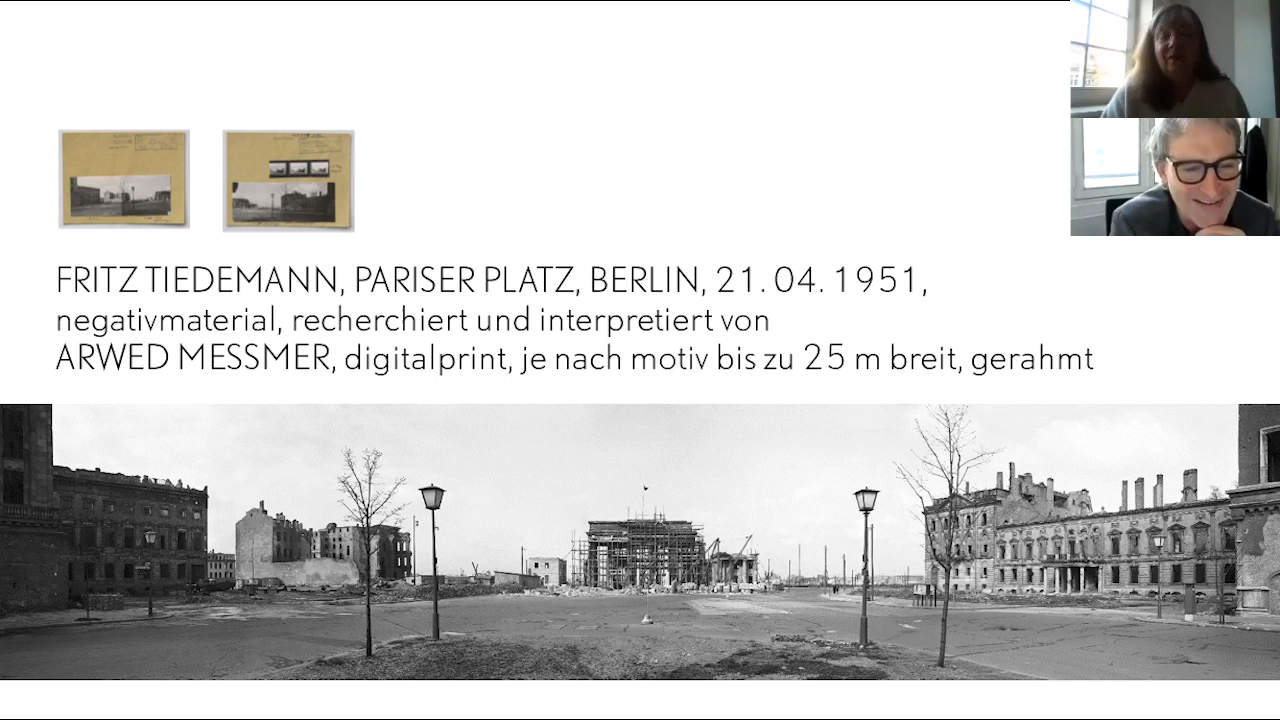 FRITZ TIEDEMANN, PARISER PLATZ, BERLIN, 21.04.1951,
negativmaterial, recherchiert und interpretiert von
ARWED MESSMER, digitalprint, je nach motiv bis zu 25 m breit, gerahmt